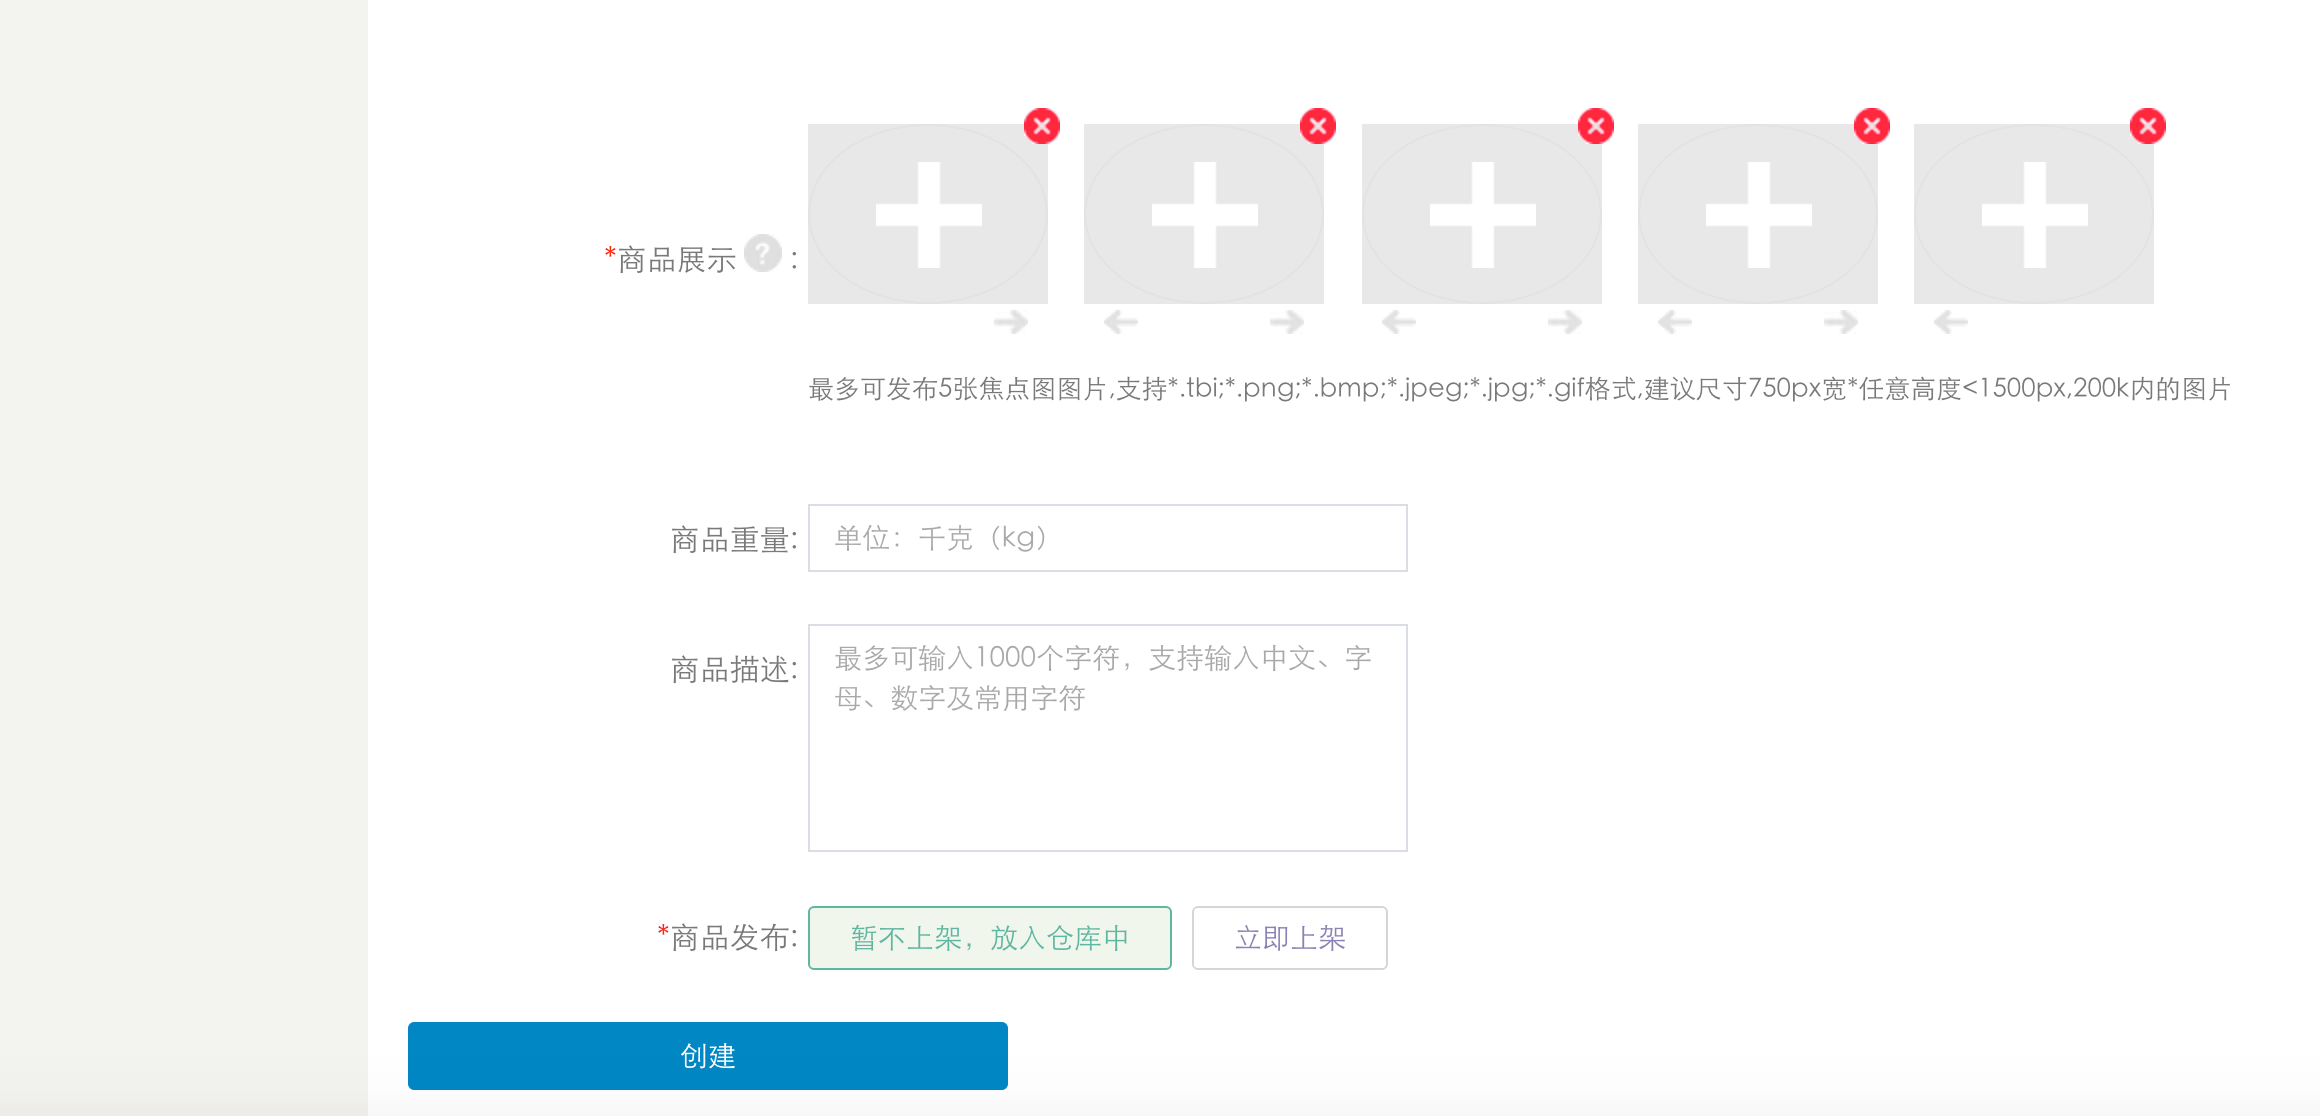 *商品展示 ? :
最多可发布5张焦点图图片,支持*.tbi;*.png;*.bmp;*.jpeg;*.jpg;*.gif格式,建议尺寸750px宽*任意高度<1500px,200k内的图片
商品重量: 单位：千克（kg）
商品描述: 最多可输入1000个字符，支持输入中文、字
母、数字及常用字符
*商品发布: 暂不上架，放入仓库中 立即上架
创建